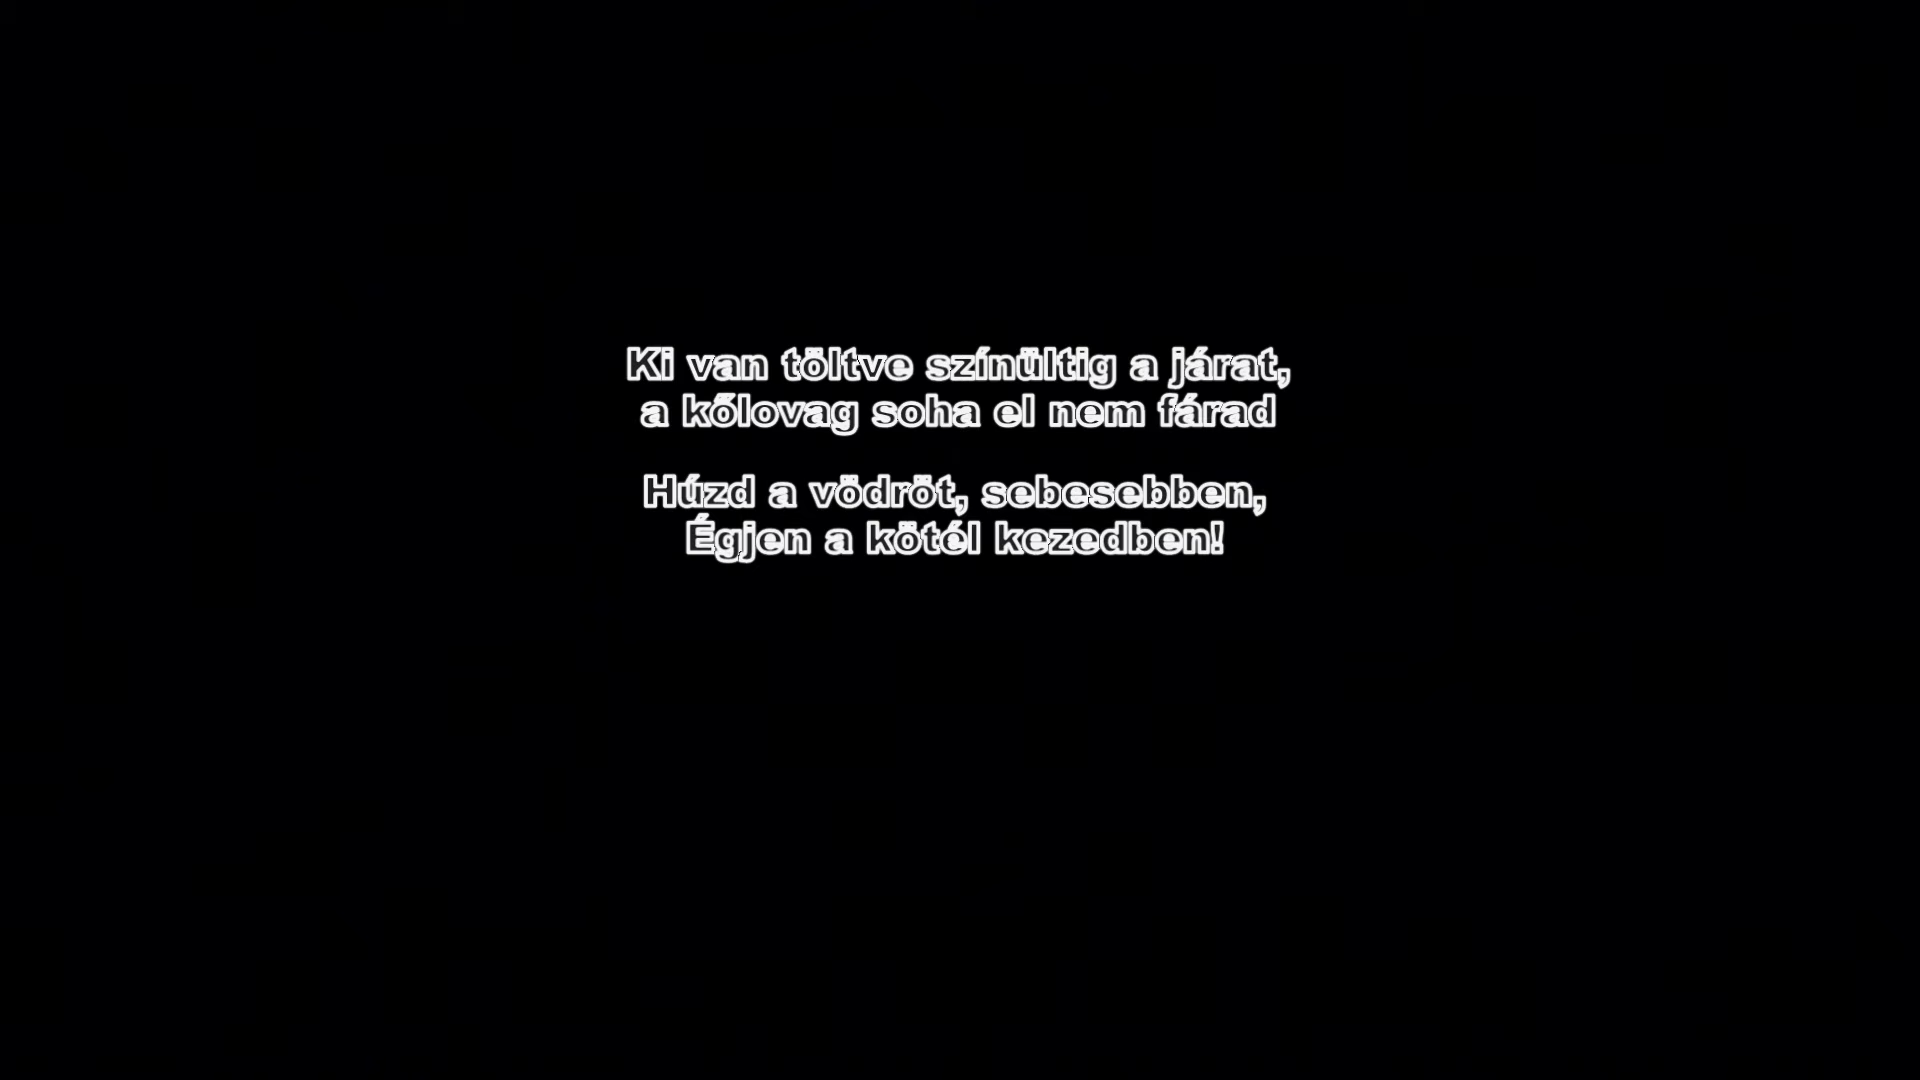 Ki van töltve színültig a járat,
a kőlovag soha el nem fárad
Húzd a vödröt, sebesebben,
Égjen a kötél kezedben!